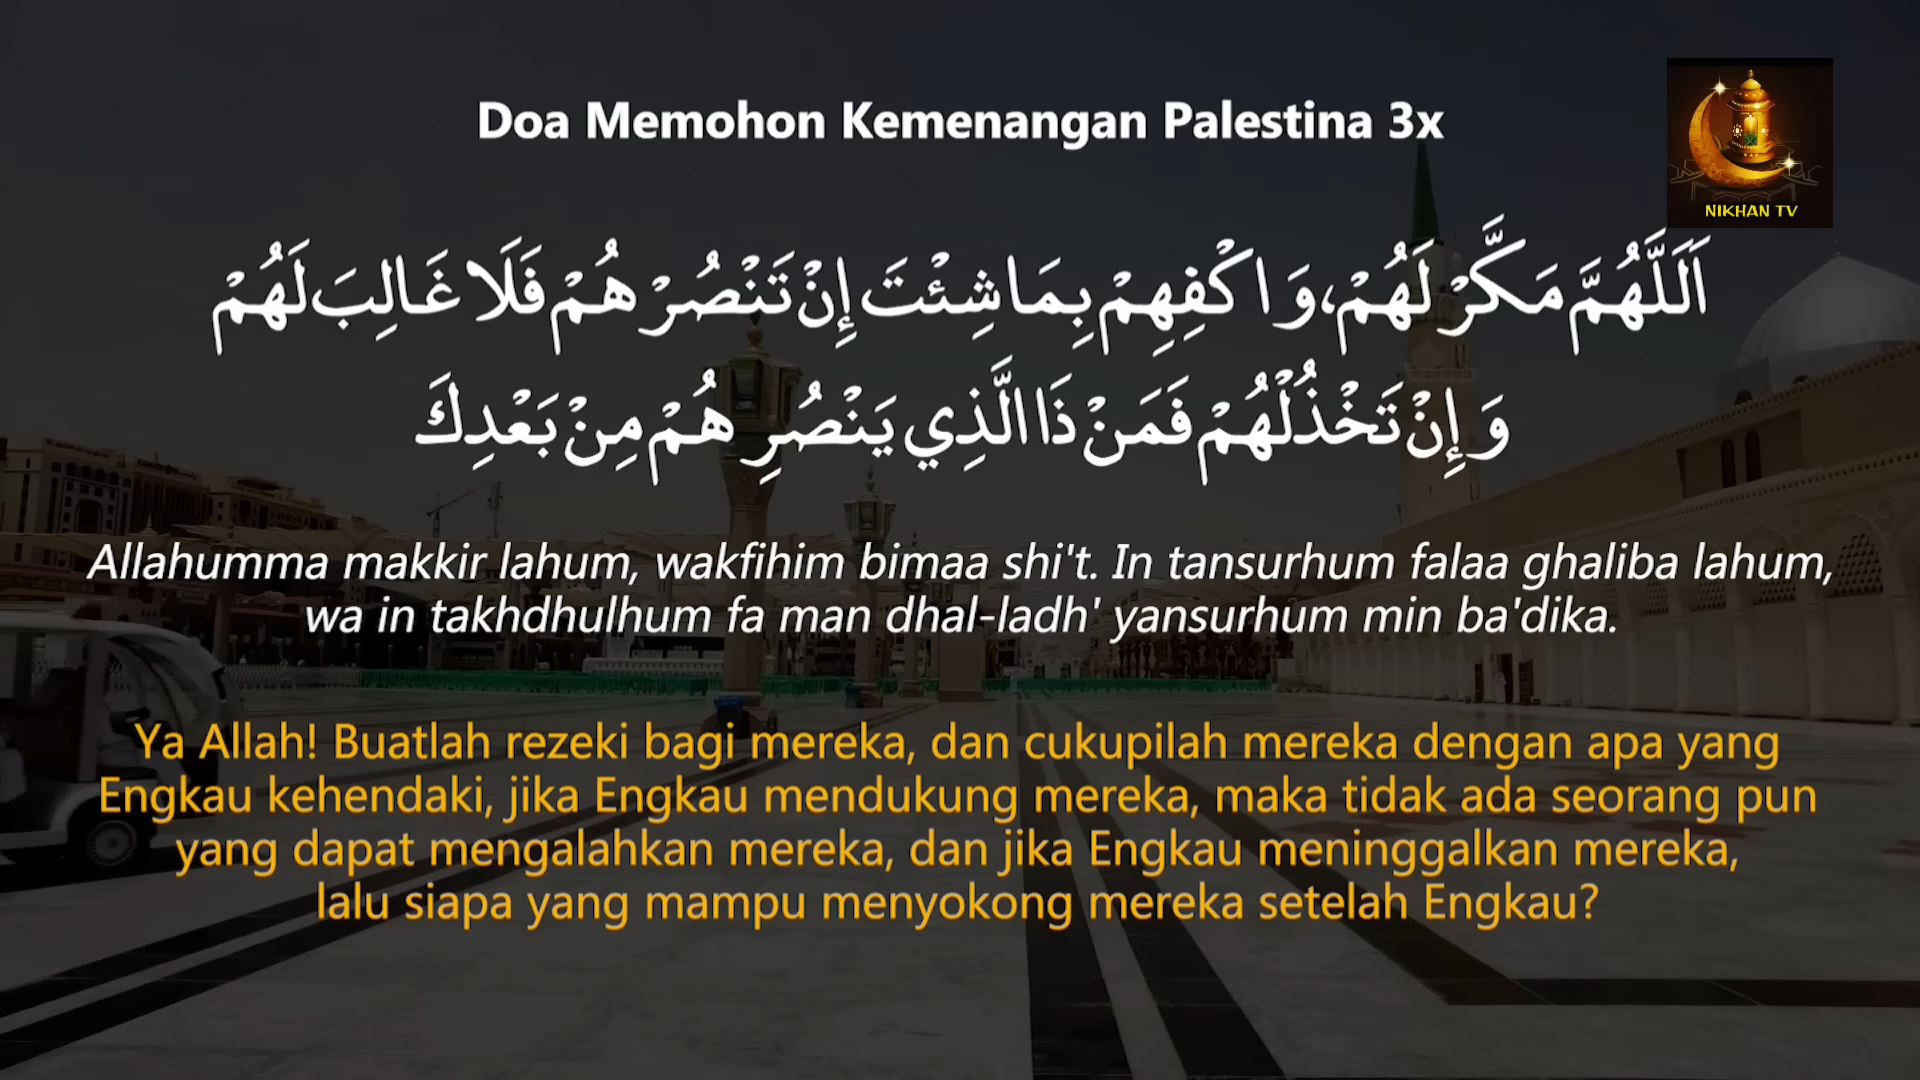 Doa Memohon Kemenangan Palestina 3x
NIKHAN TV
اَللَّهُمَّ مَكَّرْ لَهُمْ، وَاكْفِهِمْ بِمَا شِئْتَ إِنْ تَنْصُرْهُمْ فَلَا غَالِبَ لَهُمْ
وَإِنْ تَخْذُلْهُمْ فَمَنْ ذَا الَّذِي يَنْصُرِهُمْ مِنْ بَعْدِكَ
Allahumma makkir lahum, wakfihim bimaa shi't. In tansurhum falaa ghaliba lahum,
wa in takhdhulhum fa man dhal-ladh' yansurhum min ba'dika.
Ya Allah! Buatlah rezeki bagi mereka, dan cukupilah mereka dengan apa yang
Engkau kehendaki, jika Engkau mendukung mereka, maka tidak ada seorang pun
yang dapat mengalahkan mereka, dan jika Engkau meninggalkan mereka,
lalu siapa yang mampu menyokong mereka setelah Engkau?